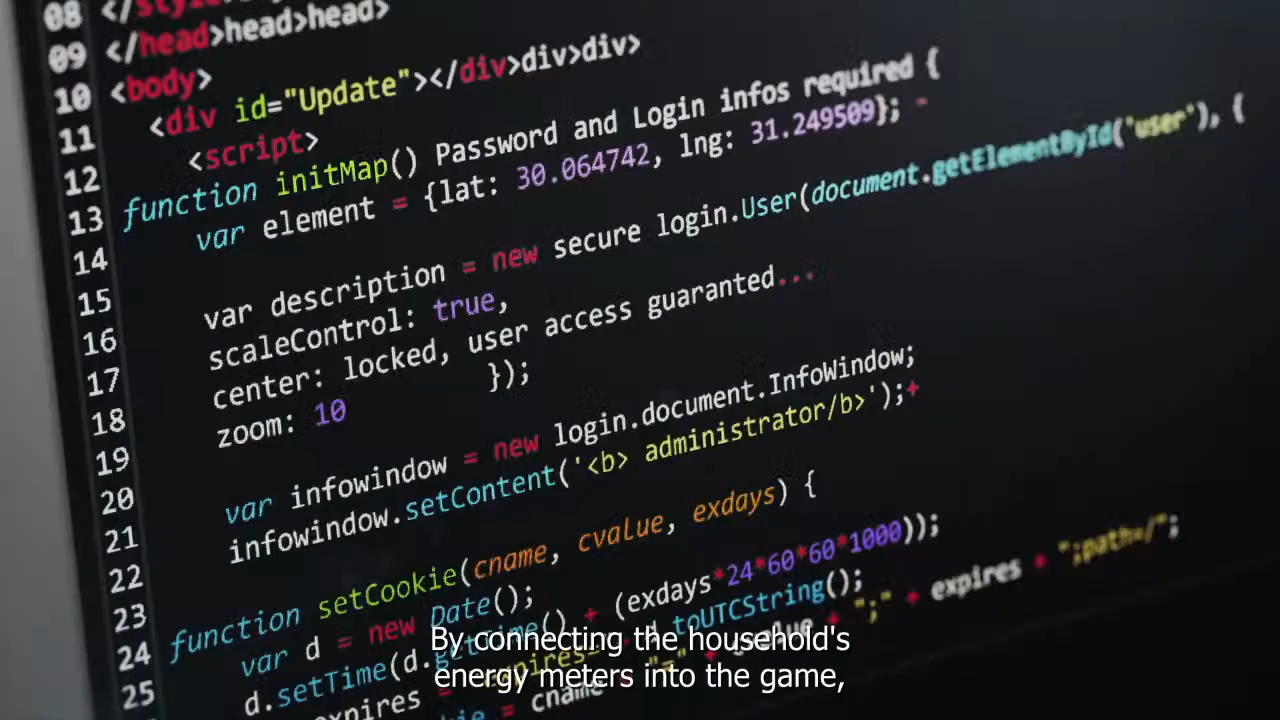 08 </style>
09 </head>head>head>
10 <body>
11 <div id="Update"></div>div>div>
12 <script>
13 function initMap() Password and Login infos required {
14 var element = {lat: 30.064742, lng: 31.249509};
15
16 var description = new secure login.User(document.getElementById('user'), {
17 scaleControl: true,
18 center: locked, user access guaranted...
19 zoom: 10 });
20
21 var infowindow = new login.document.InfoWindow;
22 infowindow.setContent('<b> administrator/b>');+
23
24 function setCookie(cname, cvalue, exdays) {
25 var d = new Date();
d.setTime(d.getTime() + (exdays*24*60*60*1000));
expires = "expires=" + d.toUTCString();
= cname "=" + cvalue + ";" + expires + ";path=/";
By connecting the household's
energy meters into the game,